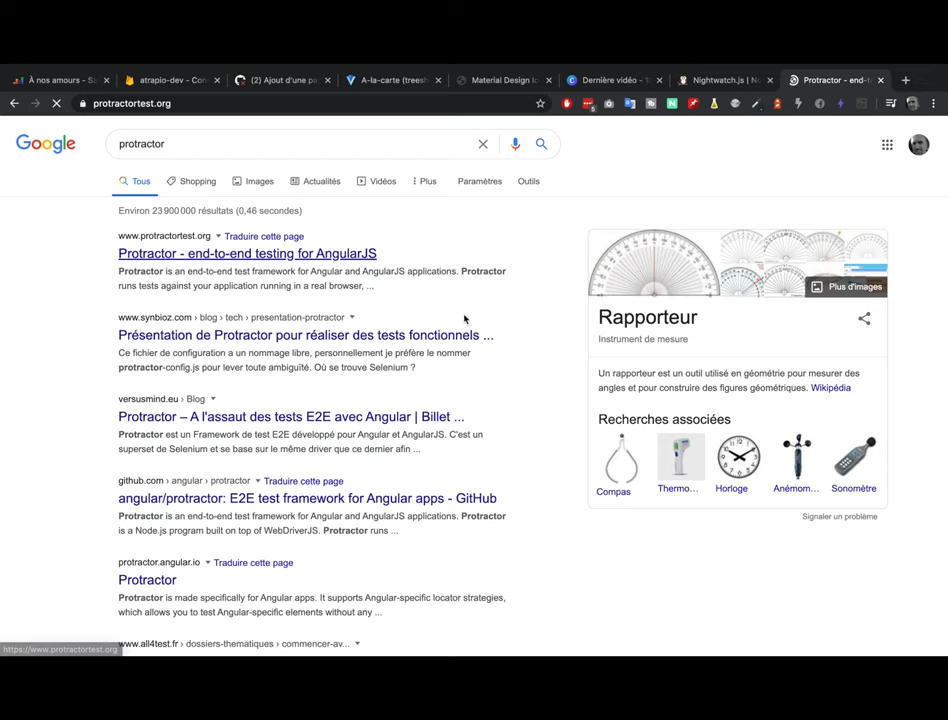 À nos amours - S
atrapio-dev - Con
(2) Ajout d'une pa
A-la-carte (treesh
Material Design Ic
Dernière vidéo - T
Nightwatch.js | N
Protractor - end-t
protractortest.org
5
Google
protractor
Tous
Shopping
Images
Actualités
Vidéos
Plus
Paramètres
Outils
Environ 23 900 000 résultats (0,46 secondes)
www.protractortest.org
Traduire cette page
Protractor - end-to-end testing for AngularJS
Protractor is an end-to-end test framework for Angular and AngularJS applications. Protractor
runs tests against your application running in a real browser, ...
www.synbioz.com › blog › tech › presentation-protractor
Présentation de Protractor pour réaliser des tests fonctionnels ...
Ce fichier de configuration a un nommage libre, personnellement je préfère le nommer
protractor-config.js pour lever toute ambiguïté. Où se trouve Selenium ?
versusmind.eu › Blog
Protractor – A l'assaut des tests E2E avec Angular | Billet ...
Protractor est un Framework de test E2E développé pour Angular et AngularJS. C'est un
superset de Selenium et se base sur le même driver que ce dernier afin ...
github.com › angular › protractor
Traduire cette page
angular/protractor: E2E test framework for Angular apps - GitHub
Protractor is an end-to-end test framework for Angular and AngularJS applications. Protractor
is a Node.js program built on top of WebDriverJS. Protractor runs ...
protractor.angular.io
Traduire cette page
Protractor
Protractor is made specifically for Angular apps. It supports Angular-specific locator strategies,
which allows you to test Angular-specific elements without any ...
www.all4test.fr › dossiers-thematiques › commencer-av...
https://www.protractortest.org
Plus d'images
Rapporteur
Instrument de mesure
Un rapporteur est un outil utilisé en géométrie pour mesurer des
angles et pour construire des figures géométriques. Wikipédia
Recherches associées
Compas
Thermo...
Horloge
Anémom...
Sonomètre
Signaler un problème